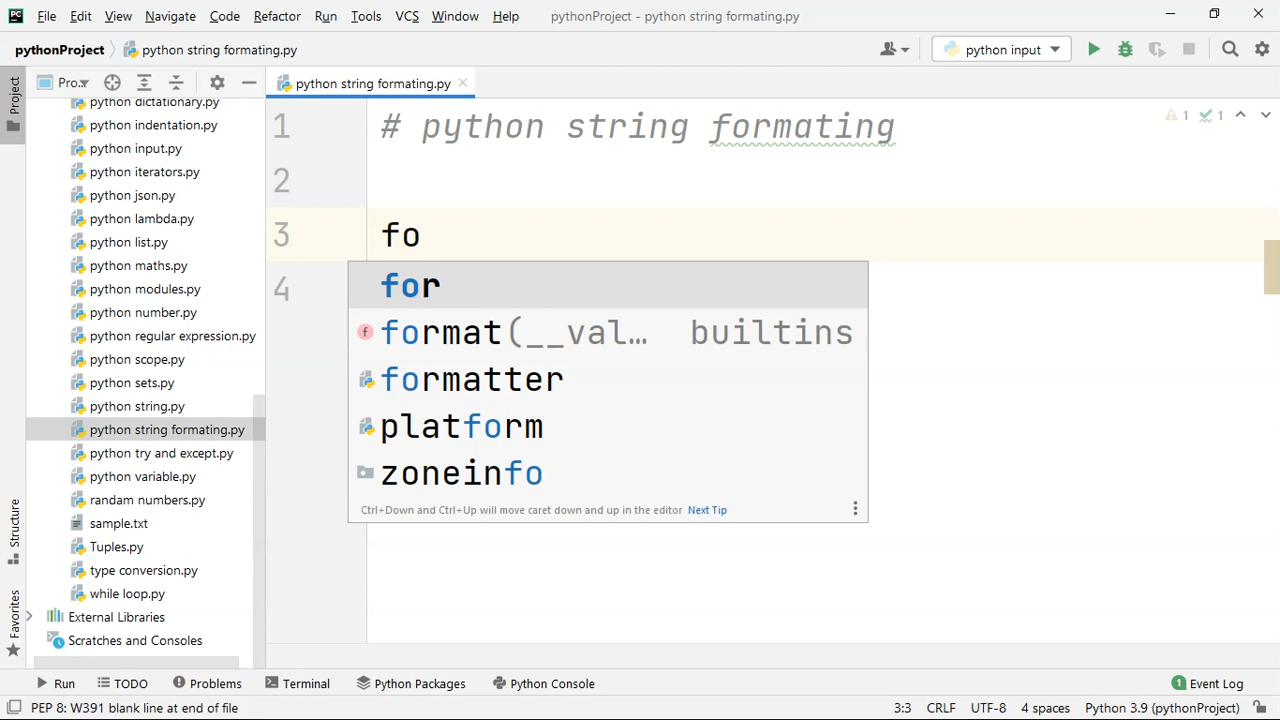 PC File Edit View Navigate Code Refactor Run Tools VCS Window Help pythonProject - python string formating.py
pythonProject python string formating.py python input
Project Pro... python string formating.py
python dictationary.py
python indentation.py
python input.py
python iterators.py
python json.py
python lambda.py
python list.py
python maths.py
python modules.py
python number.py
python regular expression.py
python scope.py
python sets.py
python string.py
python string formating.py
python try and except.py
python variable.py
randam numbers.py
sample.txt
Tuples.py
type conversion.py
while loop.py
External Libraries
Scratches and Consoles
Structure
Favorites
1 # python string formating
1 1
2
3 fo
4
for
f format(__val... builtins
formatter
platform
zoneinfo
Ctrl+Down and Ctrl+Up will move caret down and up in the editor Next Tip
Run TODO Problems Terminal Python Packages Python Console 1 Event Log
PEP 8: W391 blank line at end of file 3:3 CRLF UTF-8 4 spaces Python 3.9 (pythonProject)